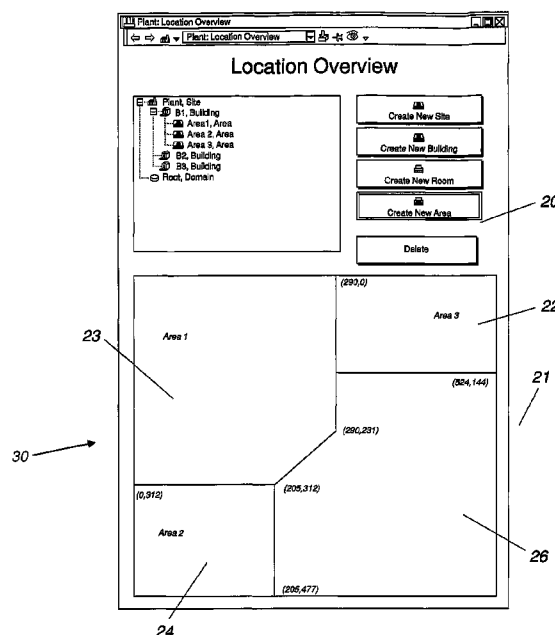 Plant: Location Overview
Plant: Location Overview
Location Overview
Plant, Site
B1, Building
Area1, Area
Area 2, Area
Area 3, Area
B2, Building
B3, Building
Root, Domain
Create New Site
Create New Building
Create New Room
Create New Area
Delete
20
(290,0)
Area 3
22
Area 1
23
(524,144)
21
(290,231)
30
(0,312)
(205,312)
Area 2
26
(205,477)
24